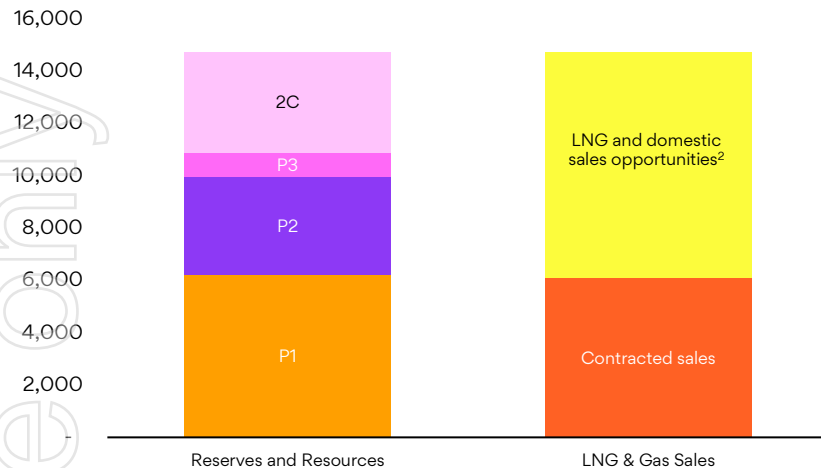 16,000
14,000
2C
12,000
LNG and domestic
sales opportunities²
P3
10,000
P2
8,000
6,000
4,000
P1
Contracted sales
2,000
-
Reserves and Resources
LNG & Gas Sales
e only